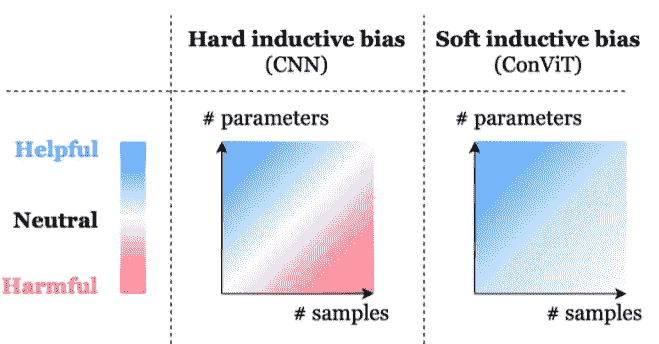 Hard inductive bias
(CNN)
Soft inductive bias
(ConViT)
# parameters
# parameters
Helpful
Neutral
Harmful
# samples
# samples